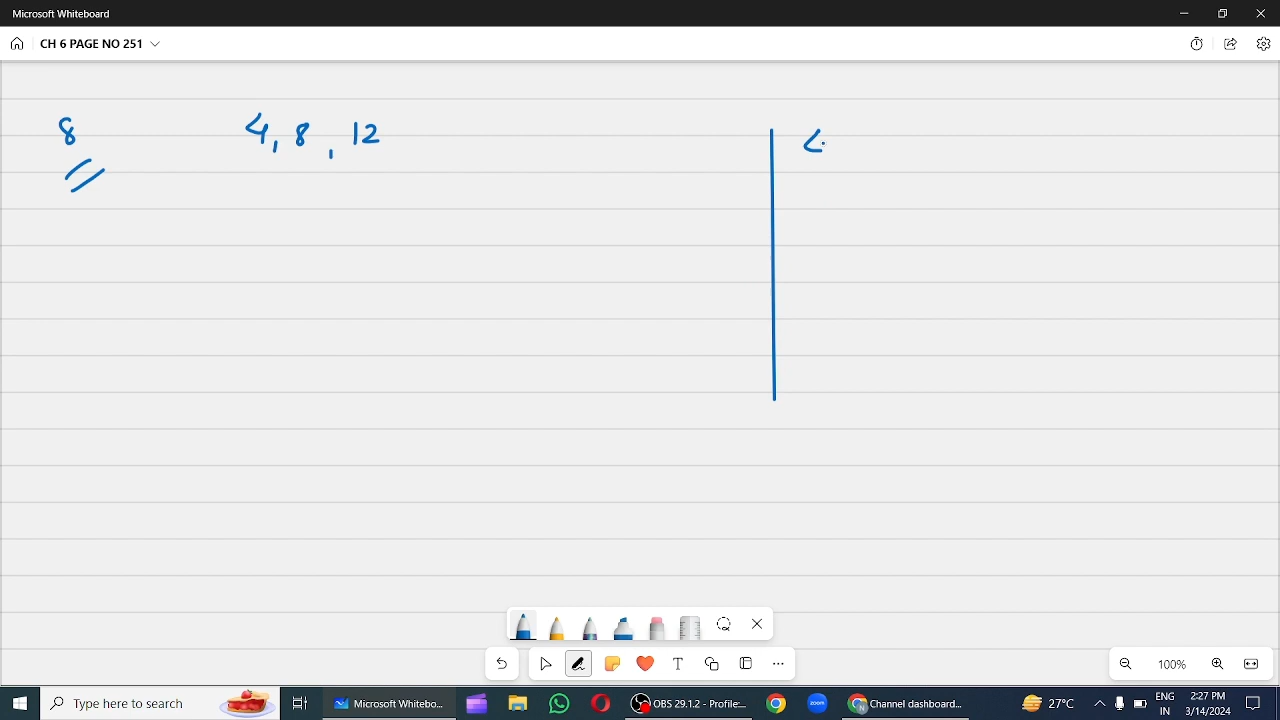 Microsoft Whiteboard
CH 6 PAGE NO 251
8 4, 8, 12
T
100%
Type here to search
Microsoft Whitebo...
OBS 29.1.2 - Profile:...
zoom
Channel dashboard...
27°C
ENG
IN
2:27 PM
3/14/2024